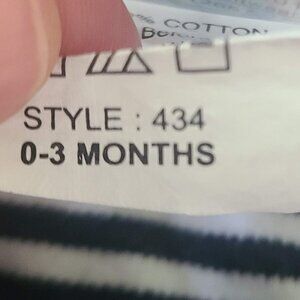 % COTTON
STYLE : 434
0-3 MONTHS